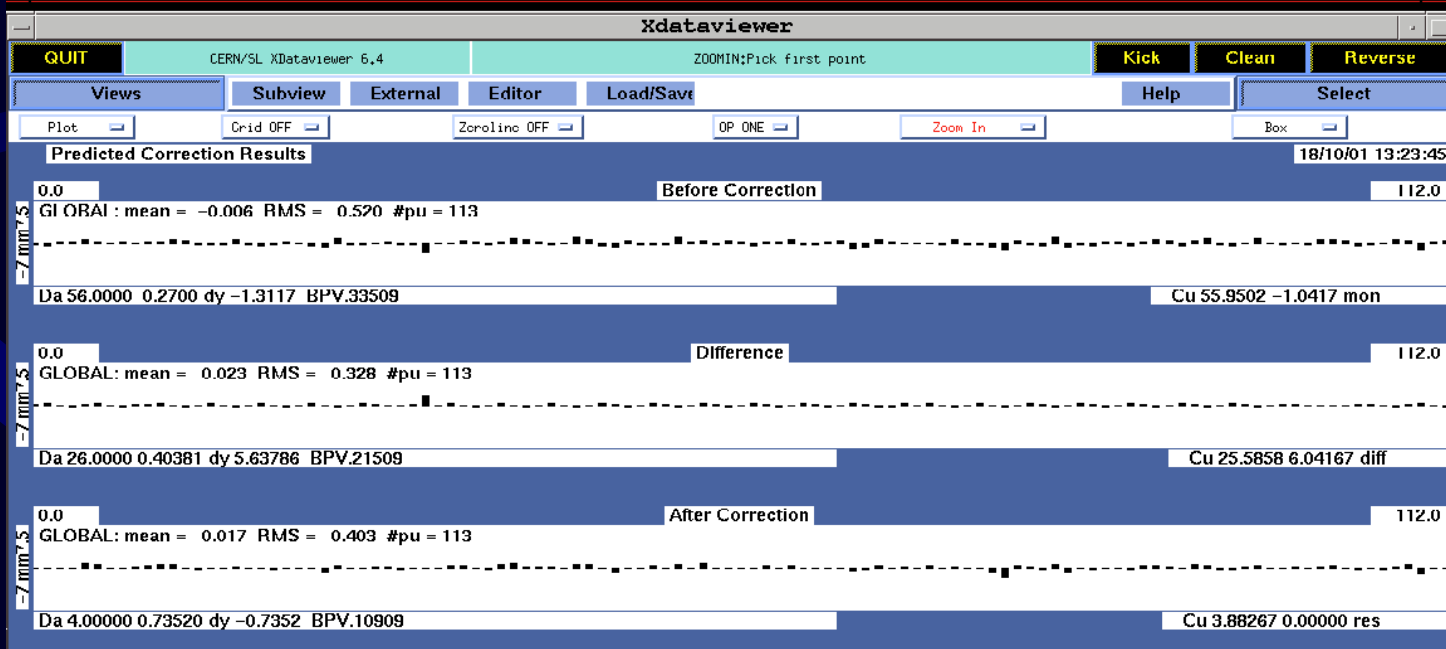 Xdataviewer
QUIT CERN/SL XDataviewer 6.4 ZOOMIN:Pick first point Kick Clean Reverse
Views Subview External Editor Load/Save Help Select
Plot Grid OFF Zeroline OFF OP ONE Zoom In Box
Predicted Correction Results 18/10/01 13:23:45
0.0 Before Correction 112.0
-7 mm 7.5
GLOBAL: mean = -0.006 RMS = 0.520 #pu = 113
Da 56.0000 0.2700 dy -1.3117 BPV.33509 Cu 55.9502 -1.0417 mon
0.0 Difference 112.0
-7 mm 7.5
GLOBAL: mean = 0.023 RMS = 0.328 #pu = 113
Da 26.0000 0.40381 dy 5.63786 BPV.21509 Cu 25.5858 6.04167 diff
0.0 After Correction 112.0
-7 mm 7.5
GLOBAL: mean = 0.017 RMS = 0.403 #pu = 113
Da 4.00000 0.73520 dy -0.7352 BPV.10909 Cu 3.88267 0.00000 res